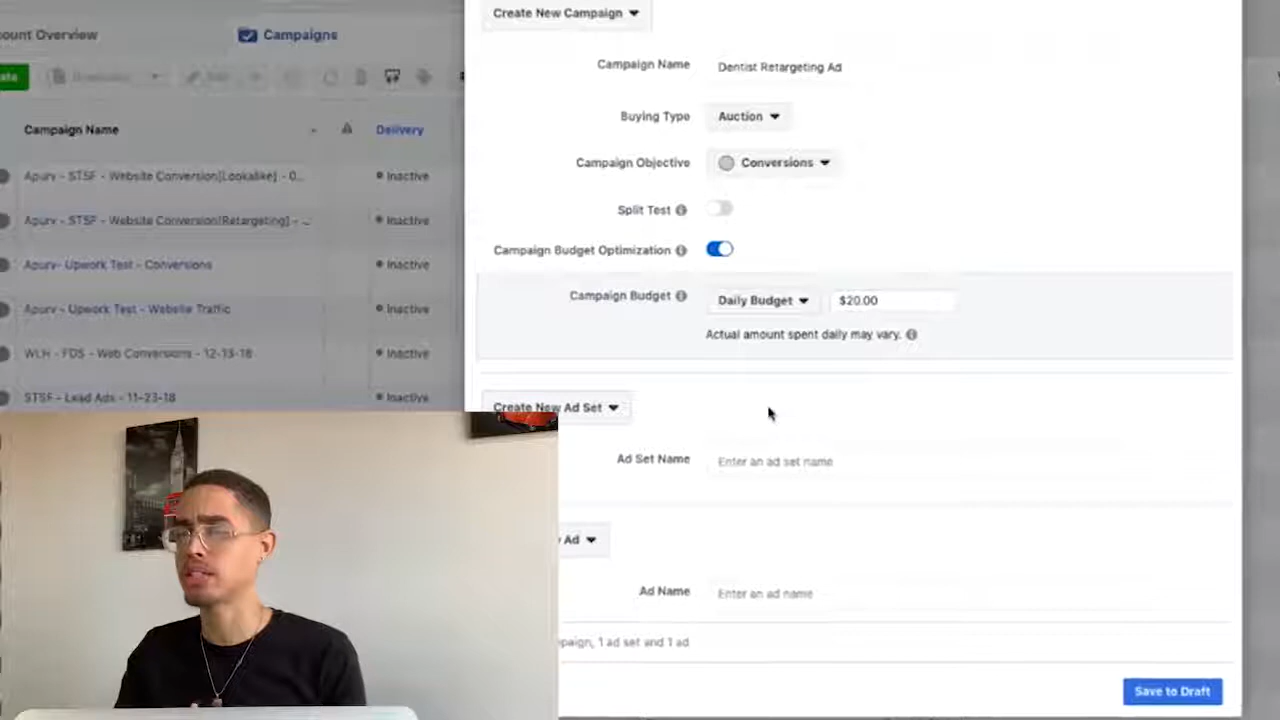 ount Overview
Campaigns
ate
Campaign Name
Delivery
Apurv - STSF - Website Conversion[Lookalike] - 0...
Inactive
Apurv - STSF - Website Conversion[Retargeting] - ...
Inactive
Apurv- Upwork Test - Conversions
Inactive
Apurv - Upwork Test - Website Traffic
Inactive
WLH - FDS - Web Conversions - 12-13-18
Inactive
STSF - Lead Ads - 11-23-18
Inactive
Create New Campaign
Campaign Name
Dentist Retargeting Ad
Buying Type
Auction
Campaign Objective
Conversions
Split Test
Campaign Budget Optimization
Campaign Budget
Daily Budget
$20.00
Actual amount spent daily may vary.
Create New Ad Set
Ad Set Name
Enter an ad set name
Ad
Ad Name
Enter an ad name
paign, 1 ad set and 1 ad
Save to Draft